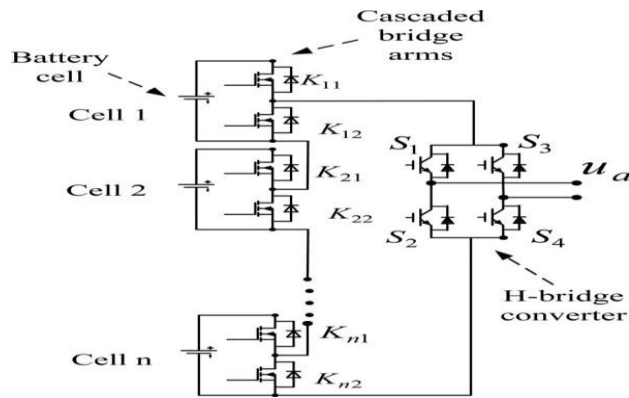 Cascaded
bridge
arms
Battery
cell
K11
Cell 1
K12
S1
S3
K21
Cell 2
ua
K22
S2
S4
H-bridge
converter
Kn1
Cell n
Kn2